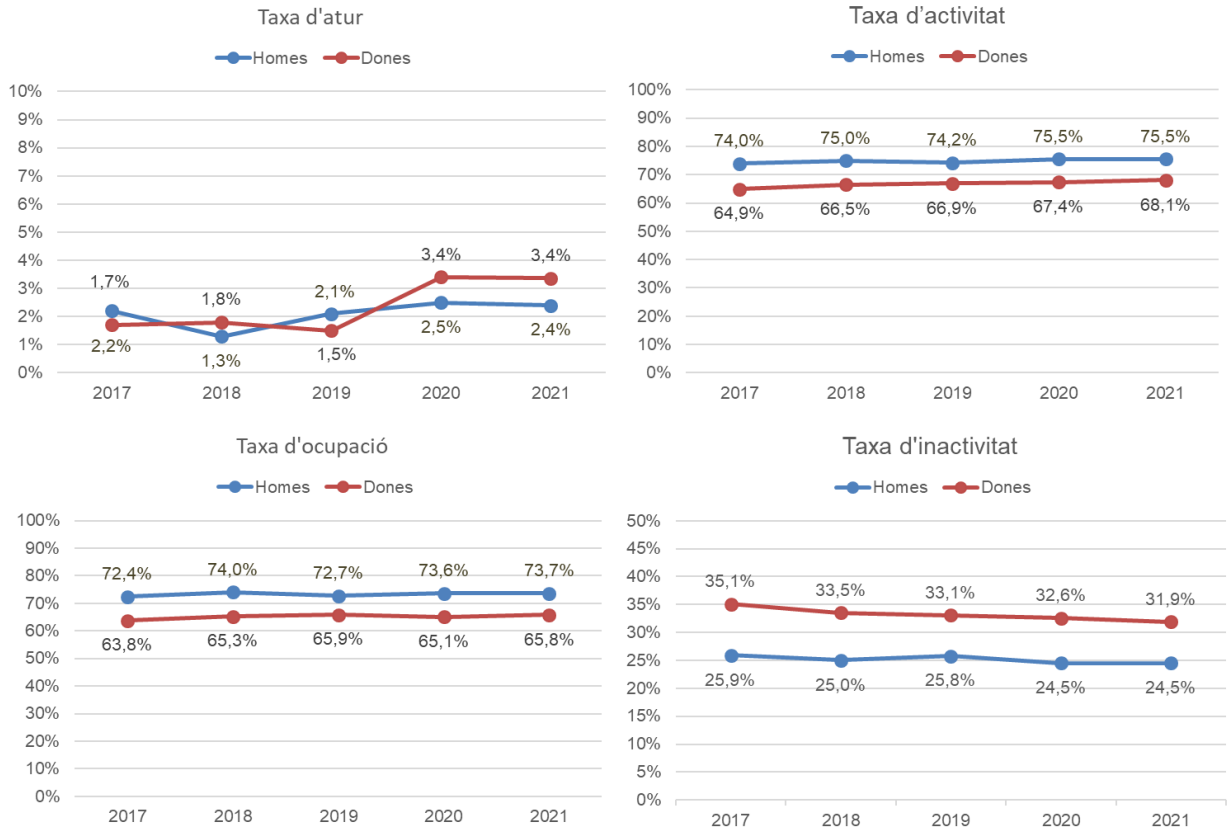 Taxa d'atur
Homes Dones
10%
9%
8%
7%
6%
5%
4%
3%
2%
1%
0%
1,7% 1,8% 2,1% 3,4% 3,4%
2,2% 1,3% 1,5% 2,5% 2,4%
2017 2018 2019 2020 2021
Taxa d’activitat
Homes Dones
100%
90%
80%
70%
60%
50%
40%
30%
20%
10%
0%
74,0% 75,0% 74,2% 75,5% 75,5%
64,9% 66,5% 66,9% 67,4% 68,1%
2017 2018 2019 2020 2021
Taxa d'ocupació
Homes Dones
100%
90%
80%
70%
60%
50%
40%
30%
20%
10%
0%
72,4% 74,0% 72,7% 73,6% 73,7%
63,8% 65,3% 65,9% 65,1% 65,8%
2017 2018 2019 2020 2021
Taxa d'inactivitat
Homes Dones
50%
45%
40%
35%
30%
25%
20%
15%
10%
5%
0%
35,1% 33,5% 33,1% 32,6% 31,9%
25,9% 25,0% 25,8% 24,5% 24,5%
2017 2018 2019 2020 2021